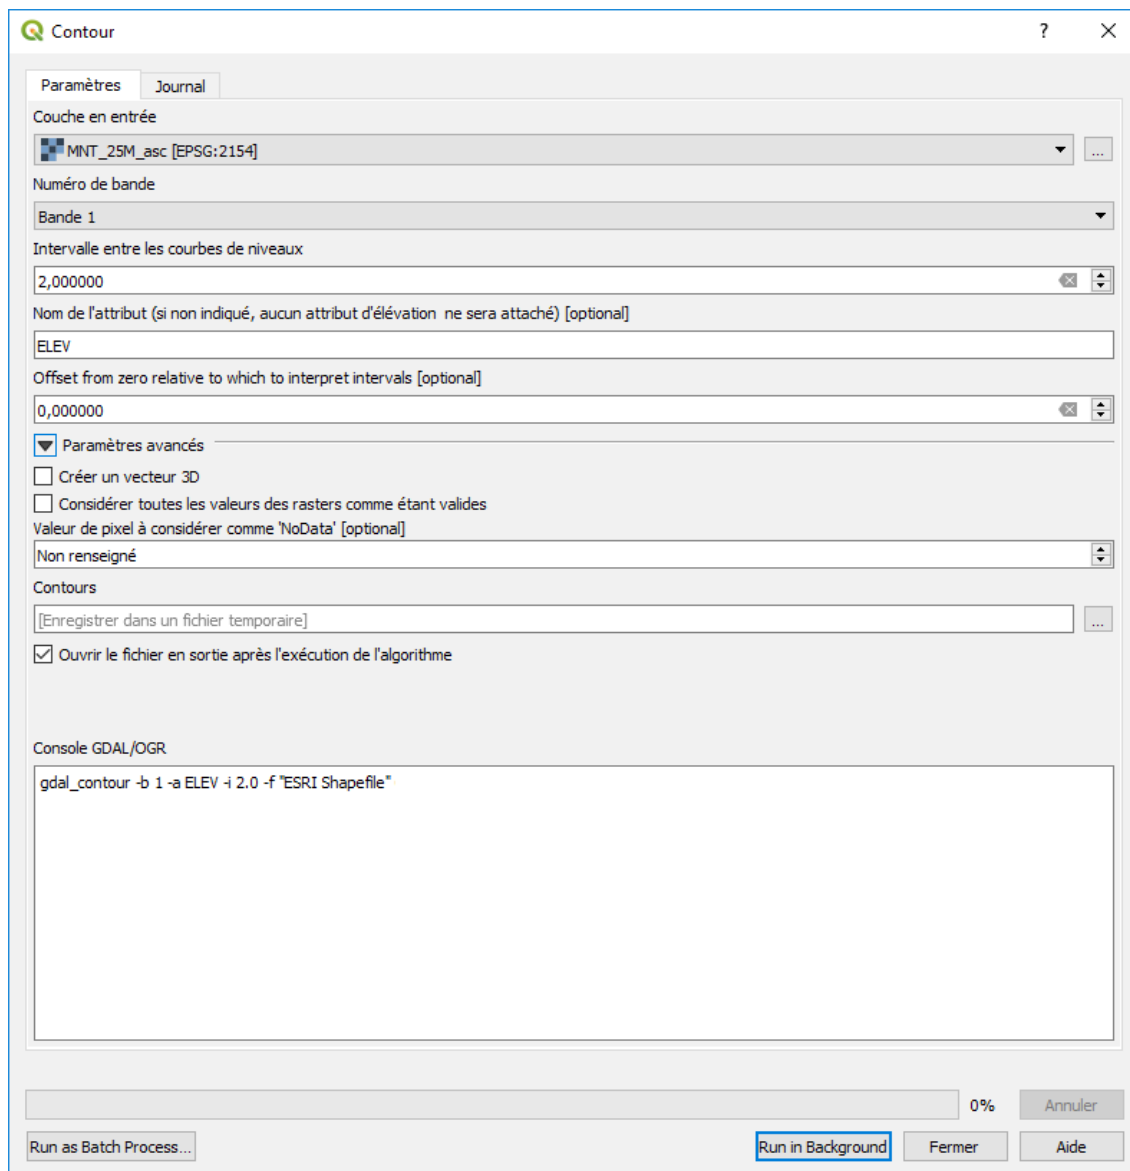 Contour
Paramètres
Journal
Couche en entrée
MNT_25M_asc [EPSG:2154]
...
Numéro de bande
Bande 1
Intervalle entre les courbes de niveaux
2,000000
Nom de l'attribut (si non indiqué, aucun attribut d'élévation  ne sera attaché) [optional]
ELEV
Offset from zero relative to which to interpret intervals [optional]
0,000000
Paramètres avancés
Créer un vecteur 3D
Considérer toutes les valeurs des rasters comme étant valides
Valeur de pixel à considérer comme 'NoData' [optional]
Non renseigné
Contours
[Enregistrer dans un fichier temporaire]
...
Ouvrir le fichier en sortie après l'exécution de l'algorithme
Console GDAL/OGR
gdal_contour -b 1 -a ELEV -i 2.0 -f "ESRI Shapefile"
0%
Annuler
Run as Batch Process...
Run in Background
Fermer
Aide